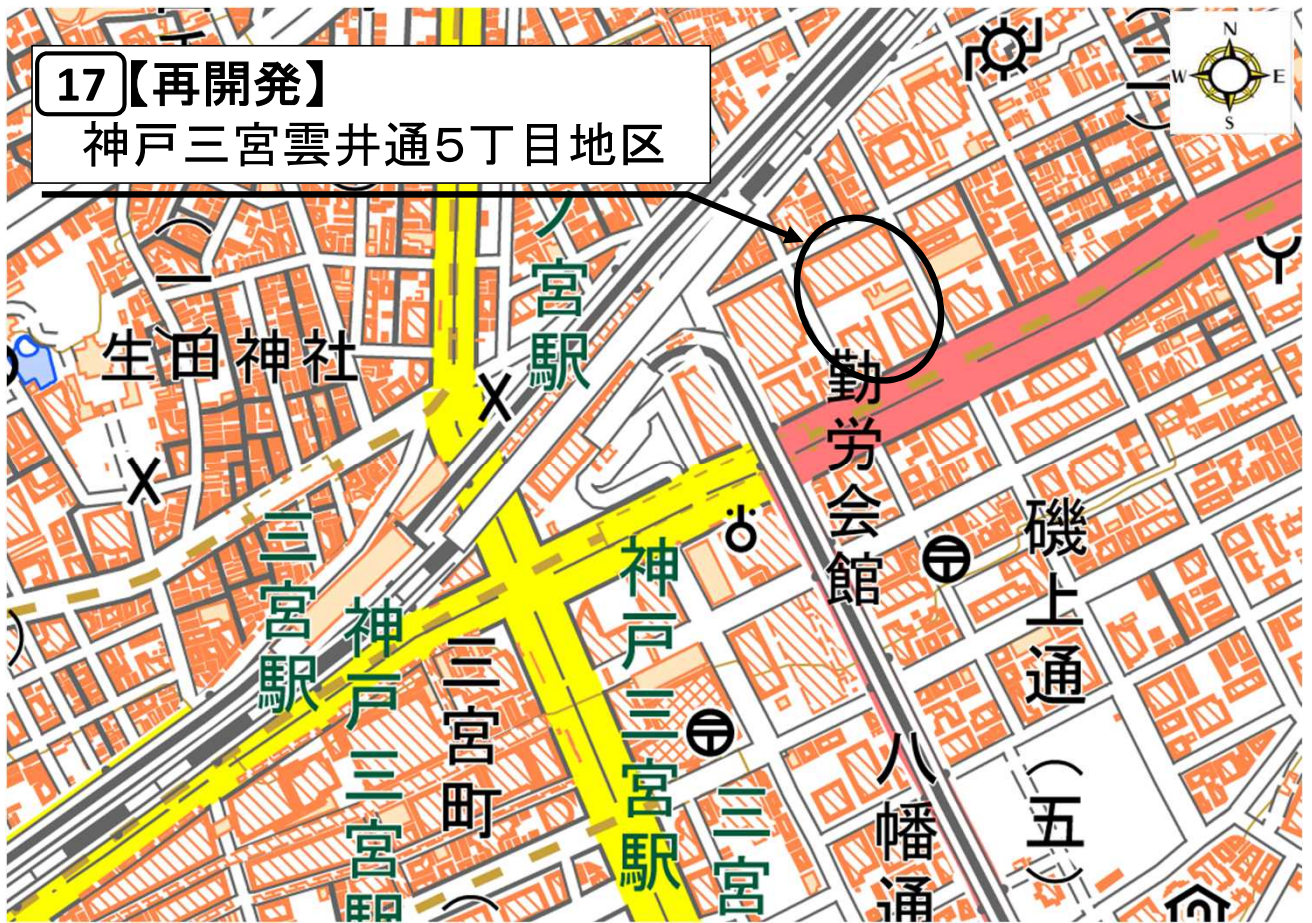 17【再開発】
神戸三宮雲井通5丁目地区
N
W
E
S
ノ宮駅
生田神社
（一
勤労会館
三宮駅
神戸三宮駅
三宮町（
神戸三宮駅
三宮
磯上通（五）
八幡通